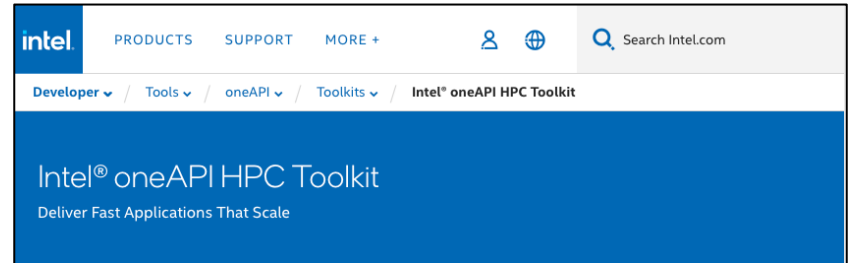 intel. PRODUCTS SUPPORT MORE + Search Intel.com
Developer / Tools / oneAPI / Toolkits / Intel® oneAPI HPC Toolkit
Intel® oneAPI HPC Toolkit
Deliver Fast Applications That Scale